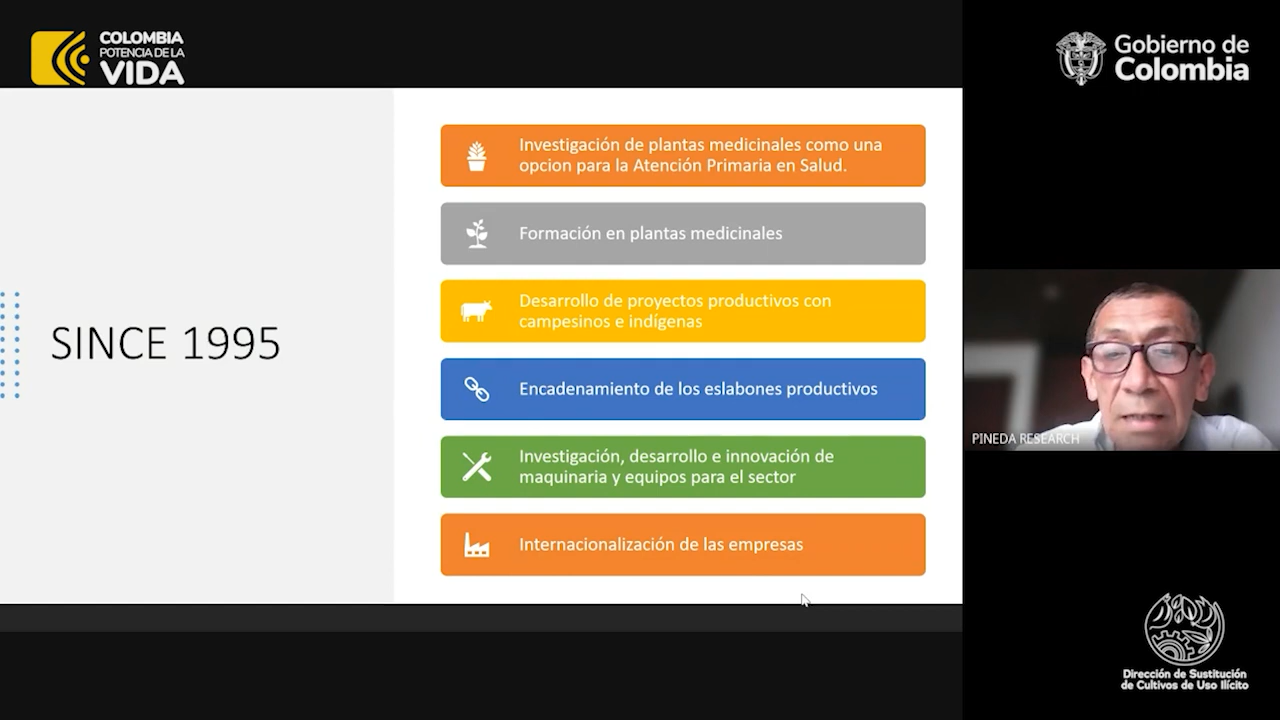 COLOMBIA
POTENCIA DE LA
VIDA
Gobierno de
Colombia
SINCE 1995
Investigación de plantas medicinales como una
opcion para la Atención Primaria en Salud.
Formación en plantas medicinales
Desarrollo de proyectos productivos con
campesinos e indígenas
Encadenamiento de los eslabones productivos
Investigación, desarrollo e innovación de
maquinaria y equipos para el sector
Internacionalización de las empresas
PINEDA RESEARCH
Dirección de Sustitución
de Cultivos de Uso Ilícito